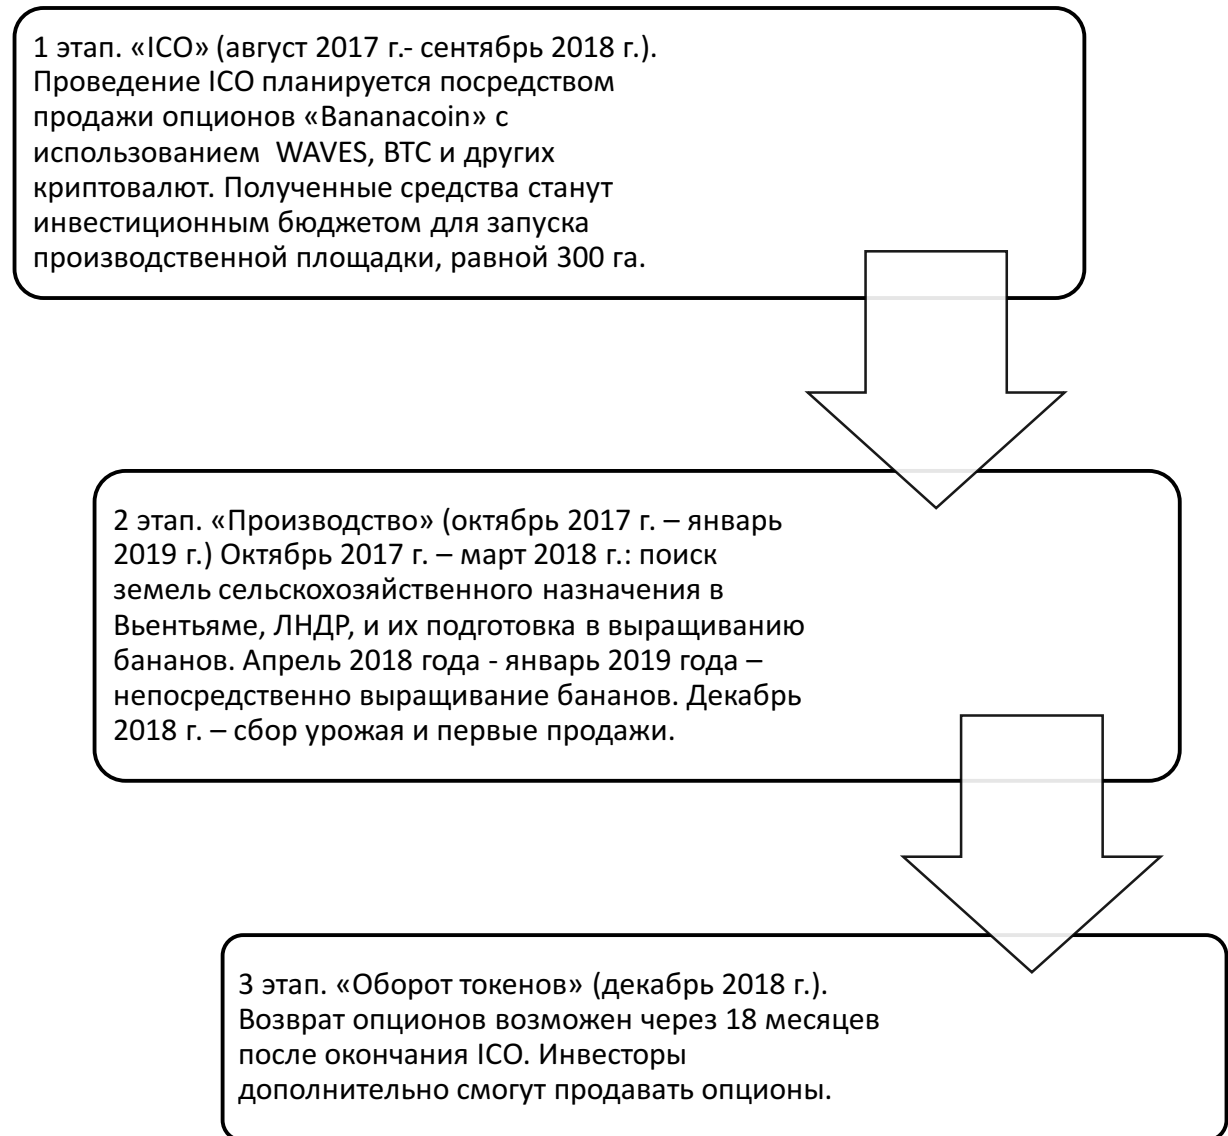 1 этап. «ICO» (август 2017 г.- сентябрь 2018 г.).
Проведение ICO планируется посредством
продажи опционов «Bananacoin» с
использованием  WAVES, BTC и других
криптовалют. Полученные средства станут
инвестиционным бюджетом для запуска
производственной площадки, равной 300 га.
2 этап. «Производство» (октябрь 2017 г. – январь
2019 г.) Октябрь 2017 г. – март 2018 г.: поиск
земель сельскохозяйственного назначения в
Вьентьяме, ЛНДР, и их подготовка в выращиванию
бананов. Апрель 2018 года - январь 2019 года –
непосредственно выращивание бананов. Декабрь
2018 г. – сбор урожая и первые продажи.
3 этап. «Оборот токенов» (декабрь 2018 г.).
Возврат опционов возможен через 18 месяцев
после окончания ICO. Инвесторы
дополнительно смогут продавать опционы.